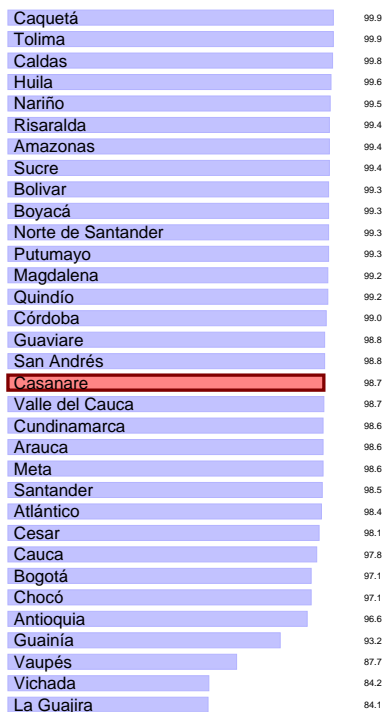 Caquetá 99.9
Tolima 99.9
Caldas 99.8
Huila 99.6
Nariño 99.5
Risaralda 99.4
Amazonas 99.4
Sucre 99.4
Bolivar 99.3
Boyacá 99.3
Norte de Santander 99.3
Putumayo 99.3
Magdalena 99.2
Quindío 99.2
Córdoba 99.0
Guaviare 98.8
San Andrés 98.8
Casanare 98.7
Valle del Cauca 98.7
Cundinamarca 98.6
Arauca 98.6
Meta 98.6
Santander 98.5
Atlántico 98.4
Cesar 98.1
Cauca 97.8
Bogotá 97.1
Chocó 97.1
Antioquia 96.6
Guainía 93.2
Vaupés 87.7
Vichada 84.2
La Guajira 84.1